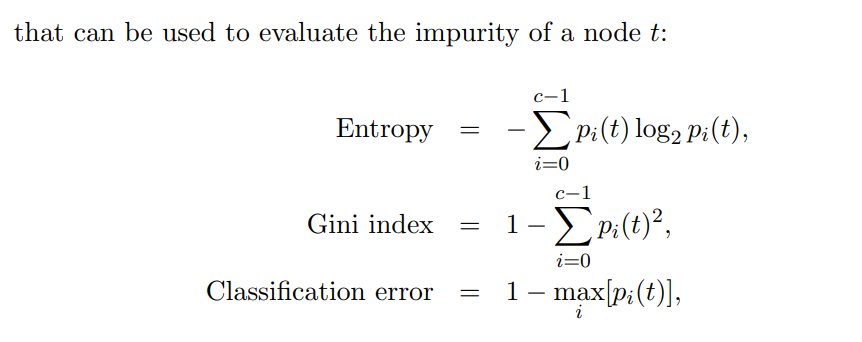 that can be used to evaluate the impurity of a node t:
Entropy = −∑_{i=0}^{c−1} p_i(t) log_2 p_i(t),
Gini index = 1 − ∑_{i=0}^{c−1} p_i(t)^2,
Classification error = 1 − max_i[p_i(t)],